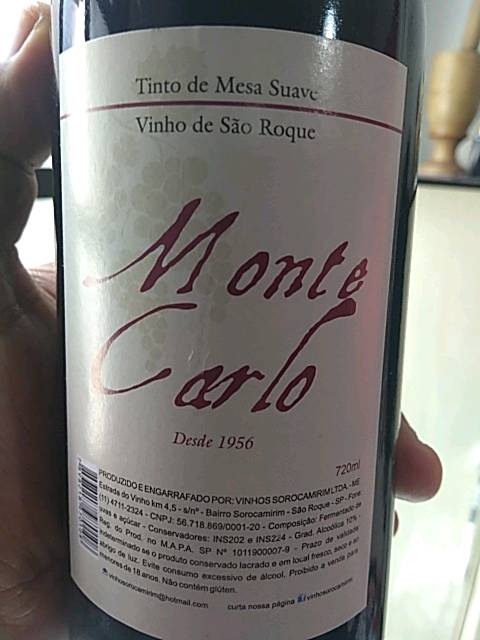 Tinto de Mesa Suave
Vinho de São Roque
Monte
Carlo
Desde 1956
720ml
PRODUZIDO E ENGARRAFADO POR: VINHOS SOROCAMIRIM LTDA. -ME
Estrada do Vinho km 4,5 - s/nº - Bairro Sorocamirim - São Roque - SP - Fone.
(11) 4711-2324 - CNPJ: 56.718.869/0001-20 - Composição: Fermentado de
uvas e açúcar - Conservadores: INS202 e INS224 - Grad. Alcoólica 10% -
Reg. do Prod. no M.A.P.A. SP Nº 1011900007-9 - Prazo de validade
indeterminado se o produto conservado lacrado e em local fresco, seco e ao
abrigo de luz. Evite consumo excessivo de álcool. Proibido a venda para
menores de 18 anos. Não contém glúten.
vinhosorocamirim@hotmail.com curta nossa página f/vinhosorocamirim